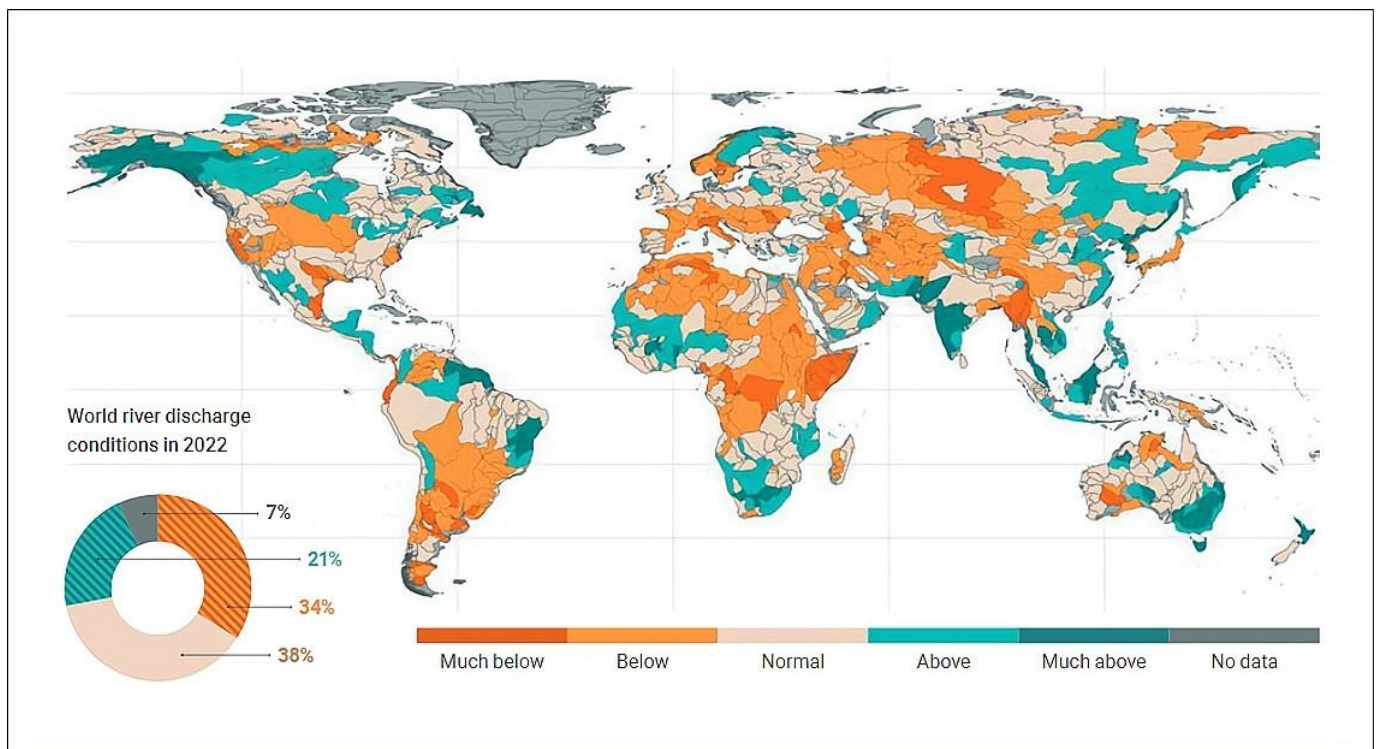 World river discharge
conditions in 2022
7%
21%
34%
38%
Much below
Below
Normal
Above
Much above
No data